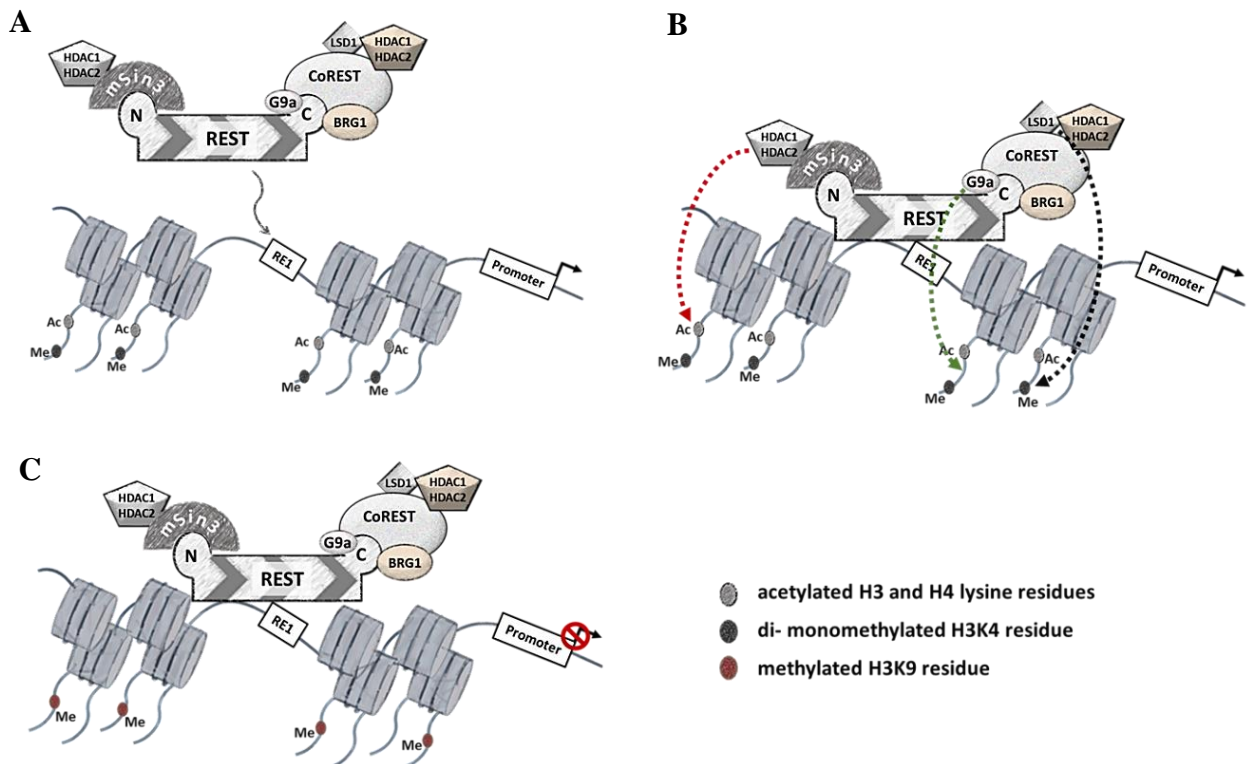 A
HDAC1
HDAC2
mSin3
N
REST
LSD1
HDAC1
HDAC2
CoREST
G9a
C
BRG1
RE1
Promoter
Ac
Me
Ac
Me
Ac
Me
Ac
Me
B
HDAC1
HDAC2
mSin3
N
REST
LSD1
HDAC1
HDAC2
CoREST
G9a
C
BRG1
RE1
Promoter
Ac
Me
Ac
Me
Ac
Me
Ac
Me
C
HDAC1
HDAC2
mSin3
N
REST
LSD1
HDAC1
HDAC2
CoREST
G9a
C
BRG1
RE1
Promoter
Me
Me
Me
Me
acetylated H3 and H4 lysine residues
di- monomethylated H3K4 residue
methylated H3K9 residue